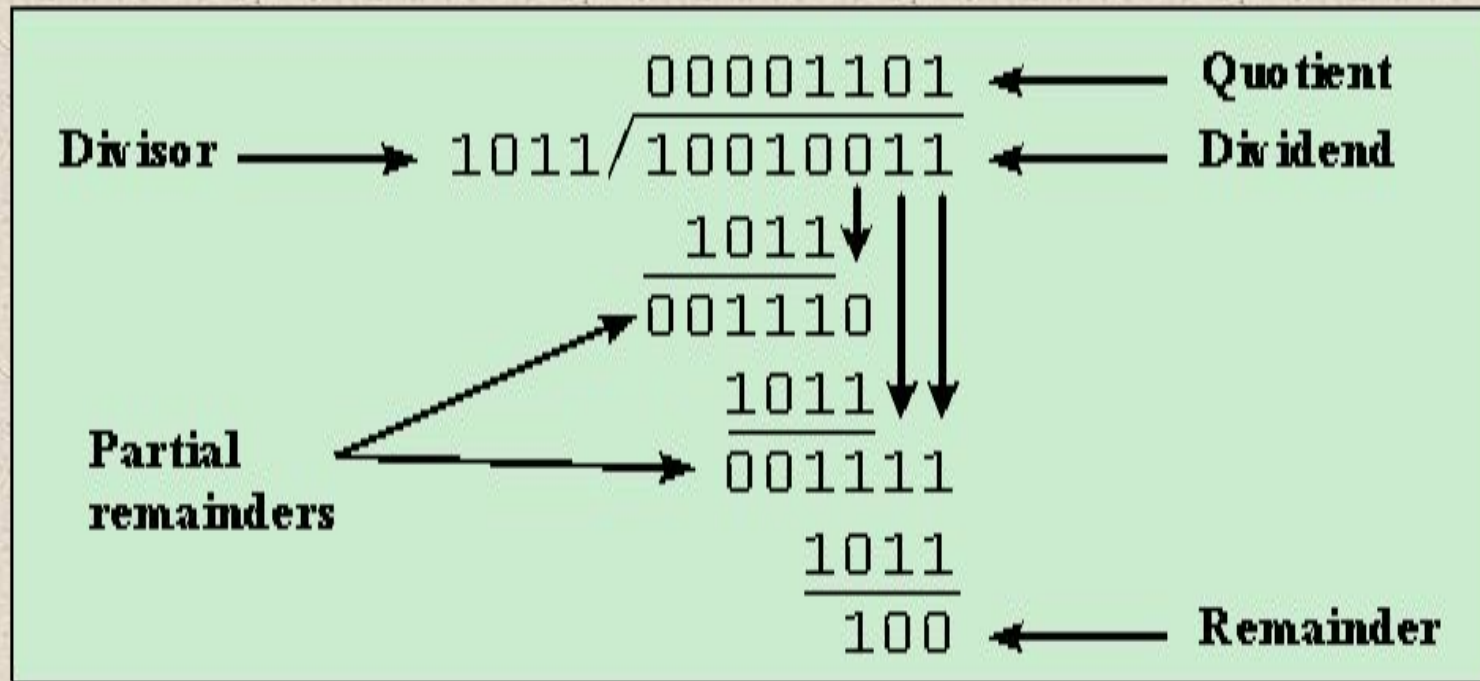 00001101 Quotient
Divisor 1011/10010011 Dividend
1011
001110
1011
Partial
001111
remainders
1011
100 Remainder